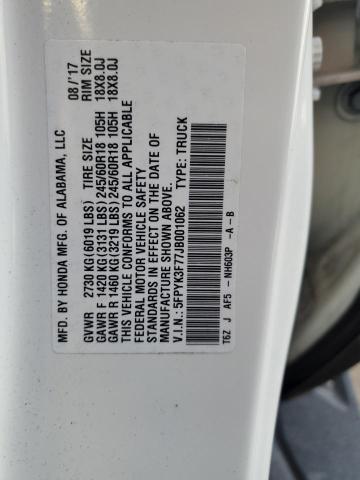 MFD. BY HONDA MFG. OF ALABAMA, LLC 08/'17
GVWR 2730 KG(6019 LBS) TIRE SIZE RIM SIZE
GAWR F 1420 KG(3131 LBS)245/60R18 105H 18X8.0J
GAWR R 1460 KG(3219 LBS)245/60R18 105H 18X8.0J
THIS VEHICLE CONFORMS TO ALL APPLICABLE
FEDERAL MOTOR VEHICLE SAFETY
STANDARDS IN EFFECT ON THE DATE OF
MANUFACTURE SHOWN ABOVE.
V.I.N.: 5FPYK3F77JB001062 TYPE: TRUCK
T6Z J AF5 - NH603P -A -B